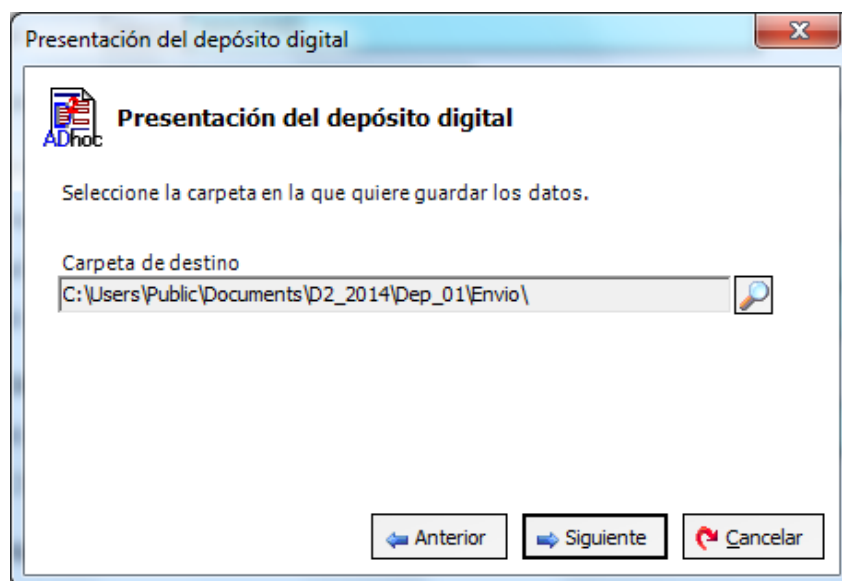 Presentación del depósito digital
ADhoc
Presentación del depósito digital
Seleccione la carpeta en la que quiere guardar los datos.
Carpeta de destino
C:\Users\Public\Documents\D2_2014\Dep_01\Envio\
Anterior
Siguiente
Cancelar